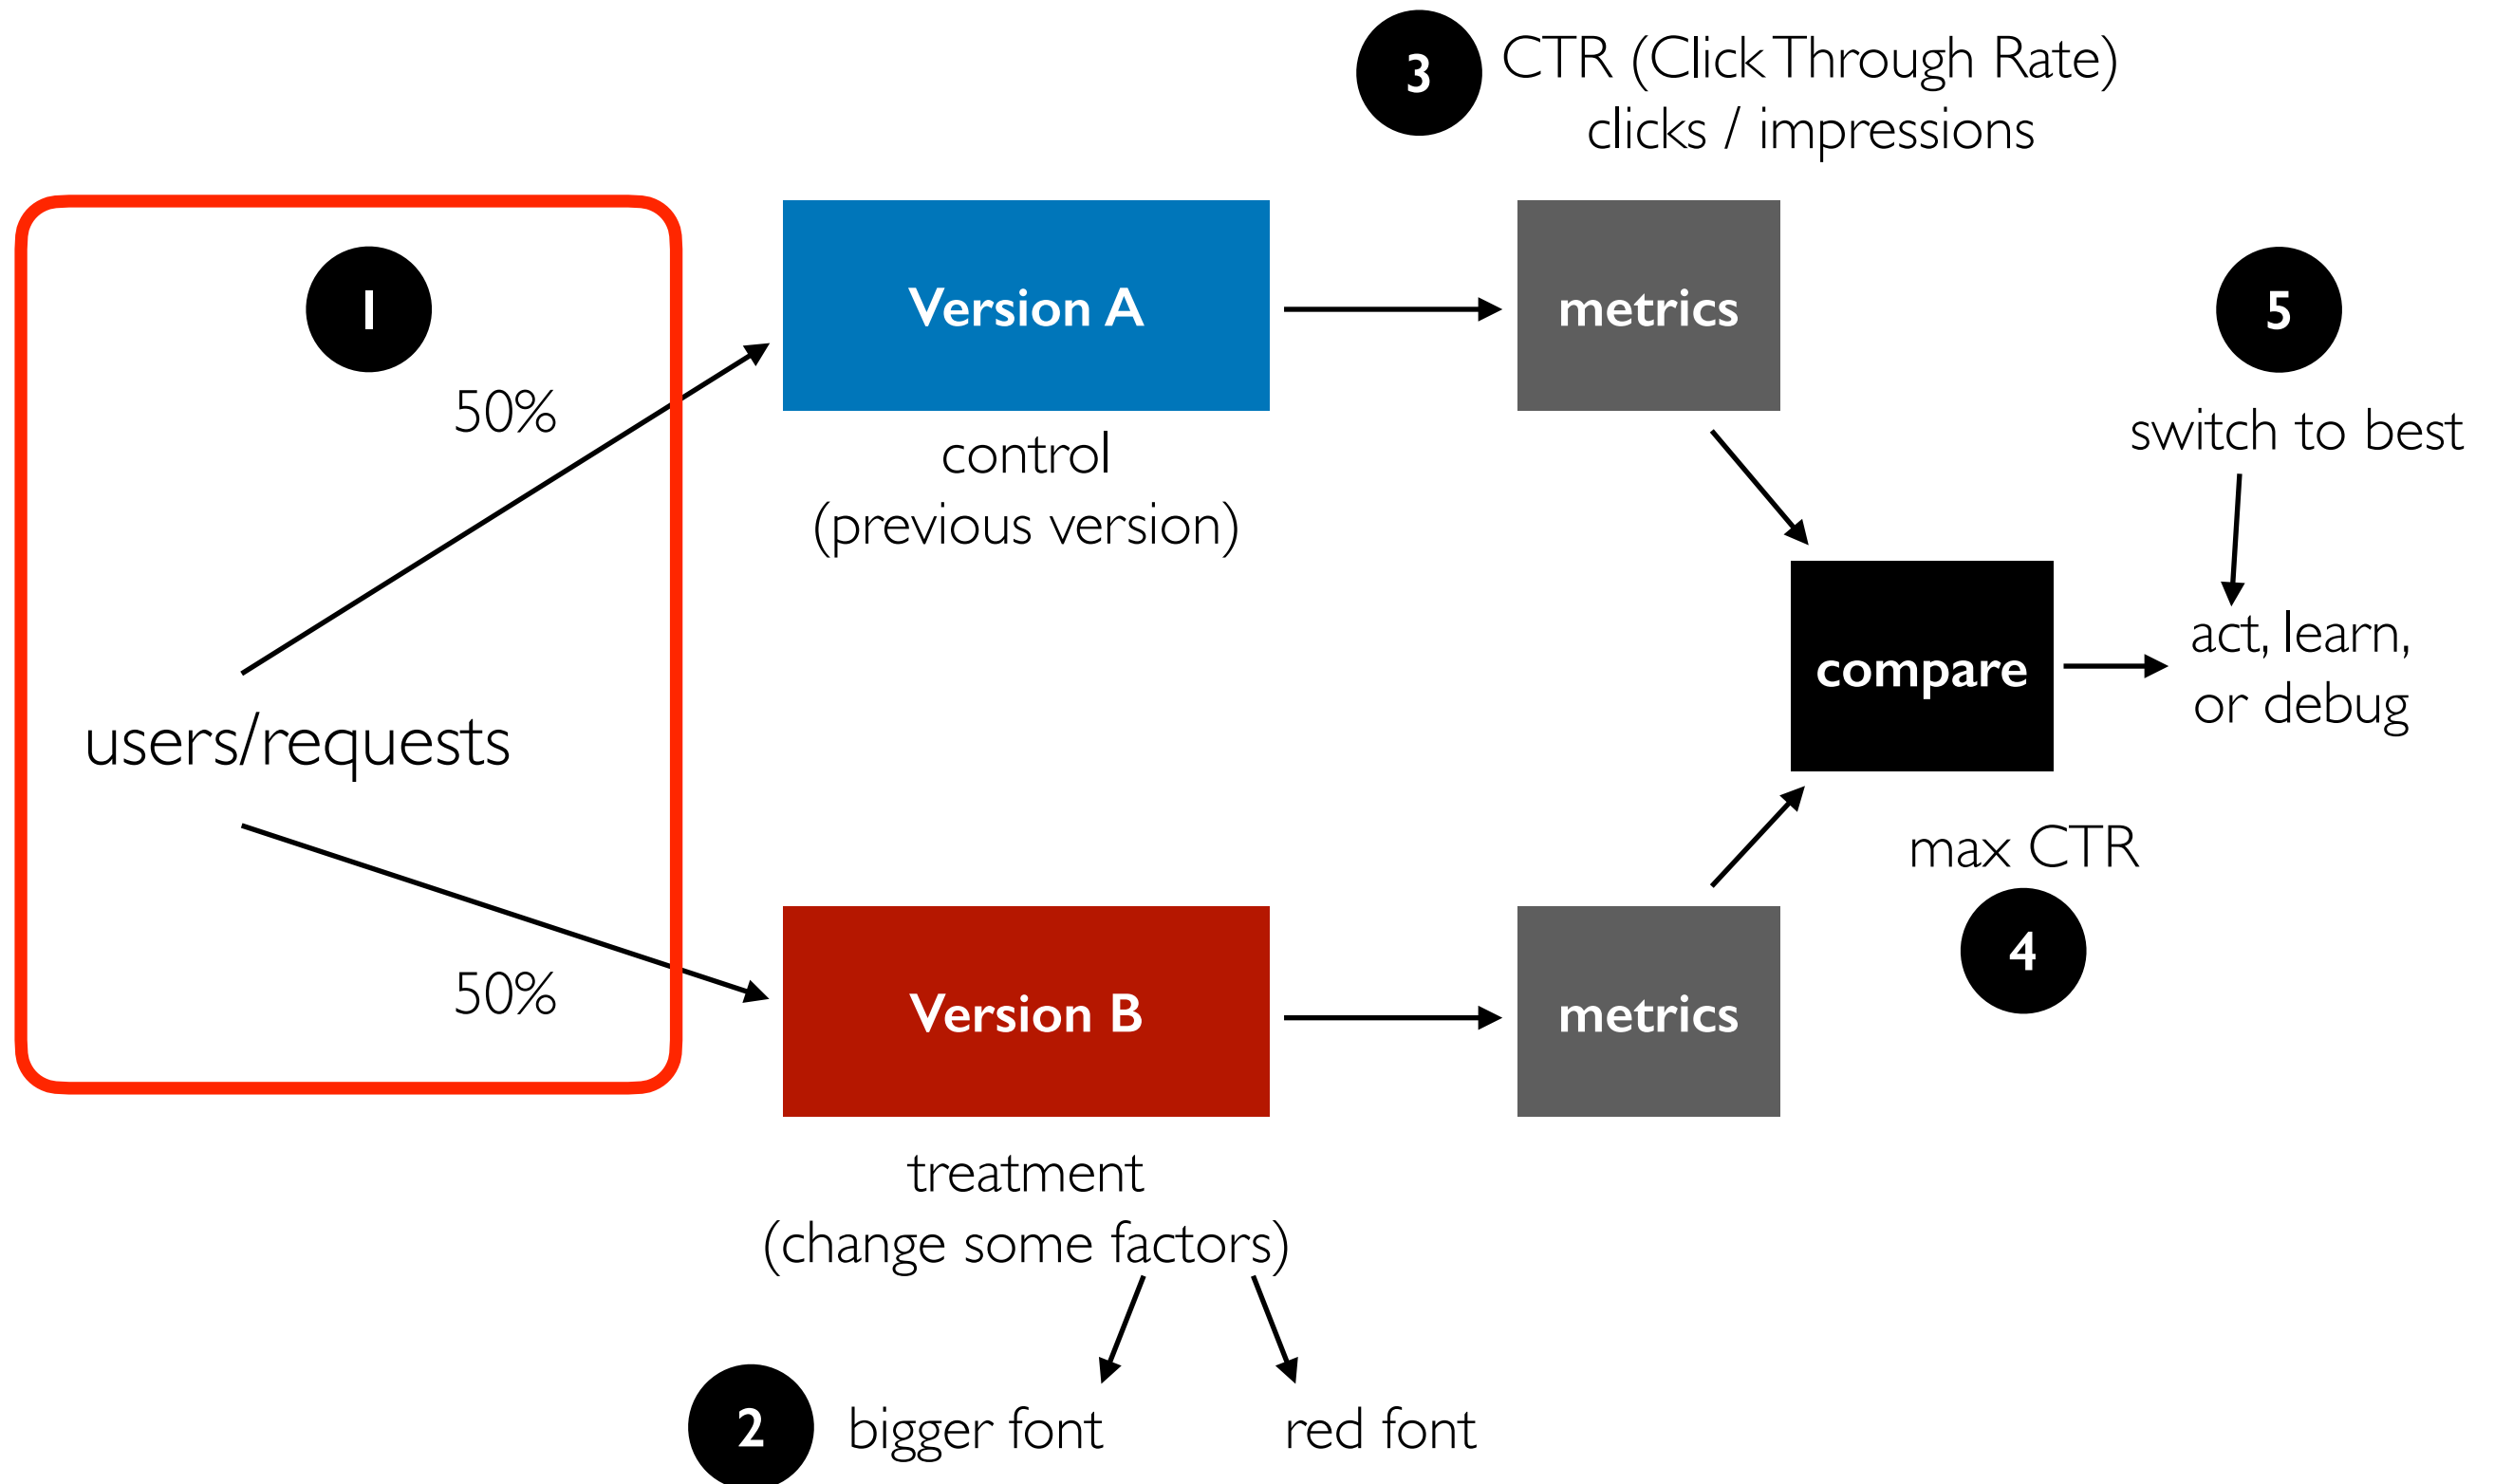 3
CTR (Click Through Rate)
clicks / impressions
1
50%
Version A
control
(previous version)
metrics
5
switch to best
users/requests
compare
act, learn,
or debug
max CTR
4
50%
Version B
metrics
treatment
(change some factors)
2
bigger font
red font